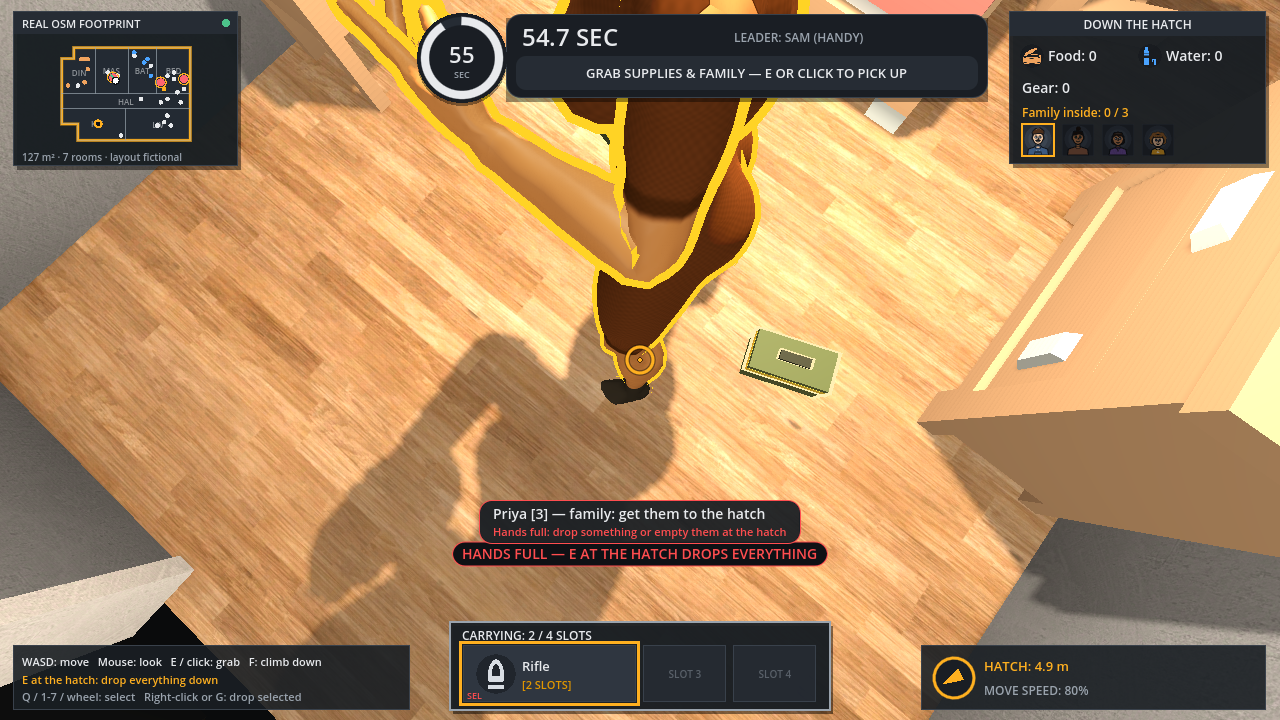 REAL OSM FOOTPRINT
DIN
MAS
BAT
BED
HAL
127 m² · 7 rooms · layout fictional
55
SEC
54.7 SEC
LEADER: SAM (HANDY)
GRAB SUPPLIES & FAMILY — E OR CLICK TO PICK UP
DOWN THE HATCH
Food: 0
Water: 0
Gear: 0
Family inside: 0 / 3
Priya [3] — family: get them to the hatch
Hands full: drop something or empty them at the hatch
HANDS FULL — E AT THE HATCH DROPS EVERYTHING
CARRYING: 2 / 4 SLOTS
Rifle
[2 SLOTS]
SEL
SLOT 3
SLOT 4
WASD: move Mouse: look E / click: grab F: climb down
E at the hatch: drop everything down
Q / 1-7 / wheel: select Right-click or G: drop selected
HATCH: 4.9 m
MOVE SPEED: 80%